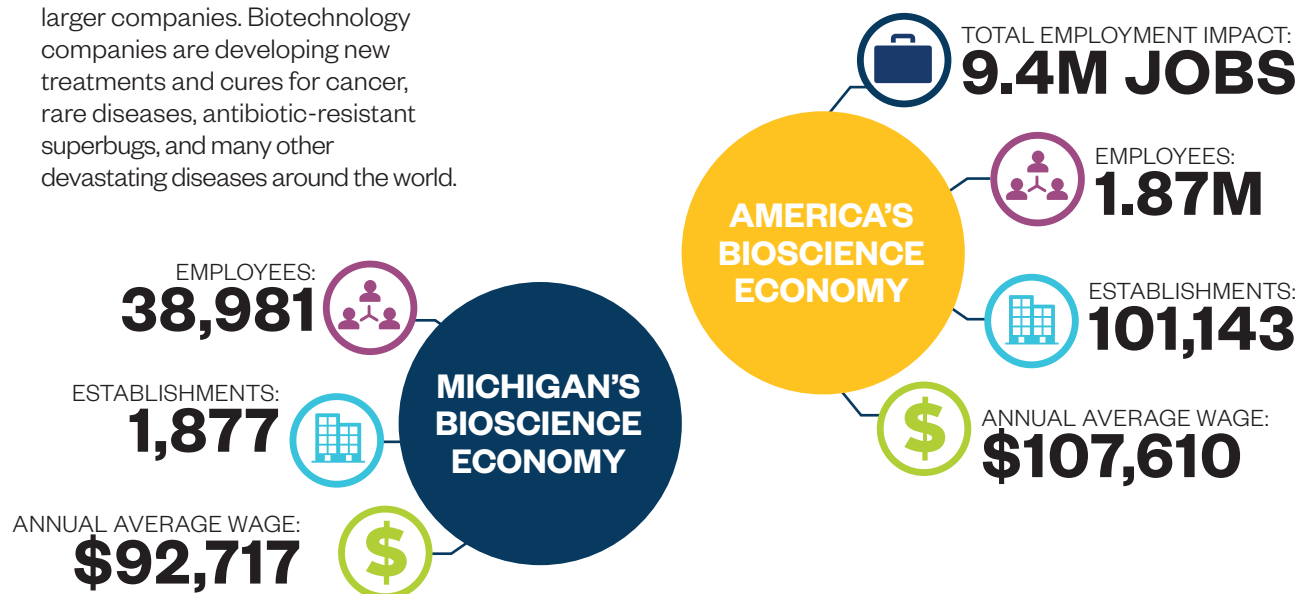 larger companies. Biotechnology
companies are developing new
treatments and cures for cancer,
rare diseases, antibiotic-resistant
superbugs, and many other
devastating diseases around the world.
EMPLOYEES:
38,981
ESTABLISHMENTS:
1,877
ANNUAL AVERAGE WAGE:
$92,717
MICHIGAN'S
BIOSCIENCE
ECONOMY
AMERICA'S
BIOSCIENCE
ECONOMY
TOTAL EMPLOYMENT IMPACT:
9.4M JOBS
EMPLOYEES:
1.87M
ESTABLISHMENTS:
101,143
ANNUAL AVERAGE WAGE:
$107,610